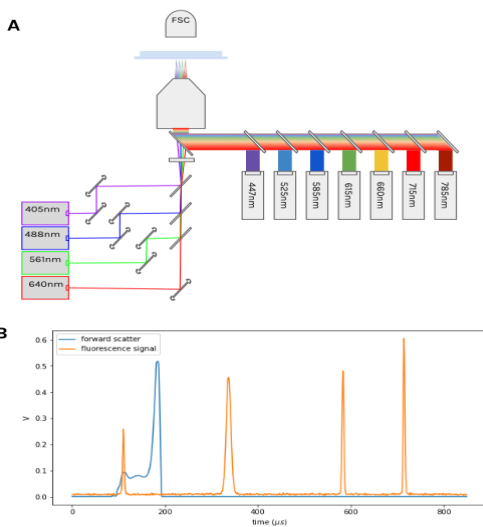 A
FSC
447nm
525nm
585nm
615nm
660nm
715nm
785nm
405nm
488nm
561nm
640nm
B
forward scatter
fluorescence signal
0.6
0.5
0.4
0.3
0.2
0.1
0.0
V
0
200
400
600
800
time (μs)